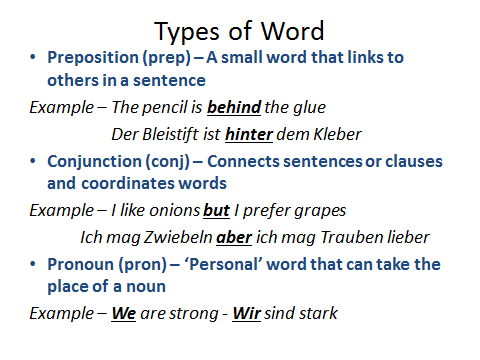 Types of Word
• Preposition (prep) – A small word that links to
others in a sentence
Example – The pencil is behind the glue
Der Bleistift ist hinter dem Kleber
• Conjunction (conj) – Connects sentences or clauses
and coordinates words
Example – I like onions but I prefer grapes
Ich mag Zwiebeln aber ich mag Trauben lieber
• Pronoun (pron) – ‘Personal’ word that can take the
place of a noun
Example – We are strong - Wir sind stark